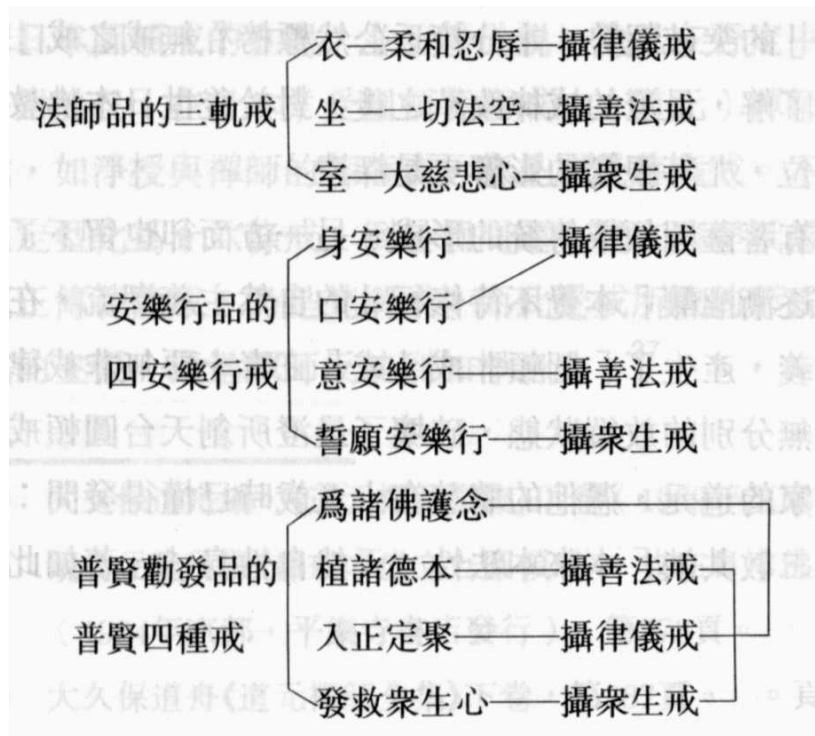 法師品的三軌戒
衣—柔和忍辱—攝律儀戒
坐—一切法空—攝善法戒
室—大慈悲心—攝衆生戒
安樂行品的
四安樂行戒
身安樂行—攝律儀戒
口安樂行
意安樂行—攝善法戒
誓願安樂行—攝衆生戒
普賢勸發品的
普賢四種戒
爲諸佛護念
植諸德本—攝善法戒
入正定聚—攝律儀戒
發救衆生心—攝衆生戒